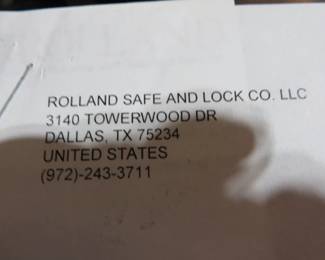 ROLLAND SAFE AND LOCK CO. LLC
3140 TOWERWOOD DR
DALLAS, TX 75234
UNITED STATES
(972)-243-3711